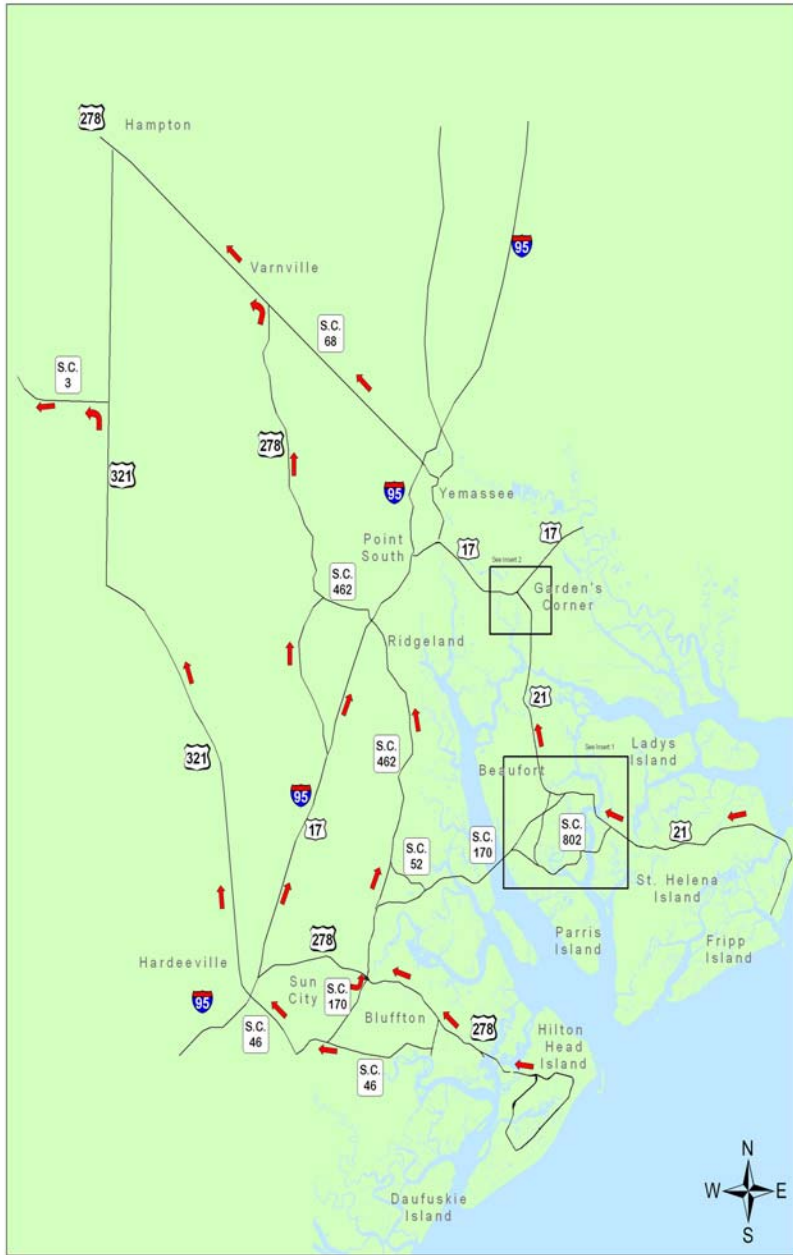 278
Hampton
95
Varnville
S.C.
68
S.C.
3
278
321
95
Yemassee
Point
South
17
17
See Insert 2
Garden's
Corner
S.C.
462
Ridgeland
21
Ladys
Island
See Insert 1
Beaufort
S.C.
462
321
95
17
S.C.
802
S.C.
170
21
S.C.
52
St. Helena
Island
Parris
Island
Fripp
Island
278
Hardeeville
Sun
City
S.C.
170
95
Bluffton
S.C.
46
278
Hilton
Head
Island
S.C.
46
Daufuskie
Island
N
W
E
S